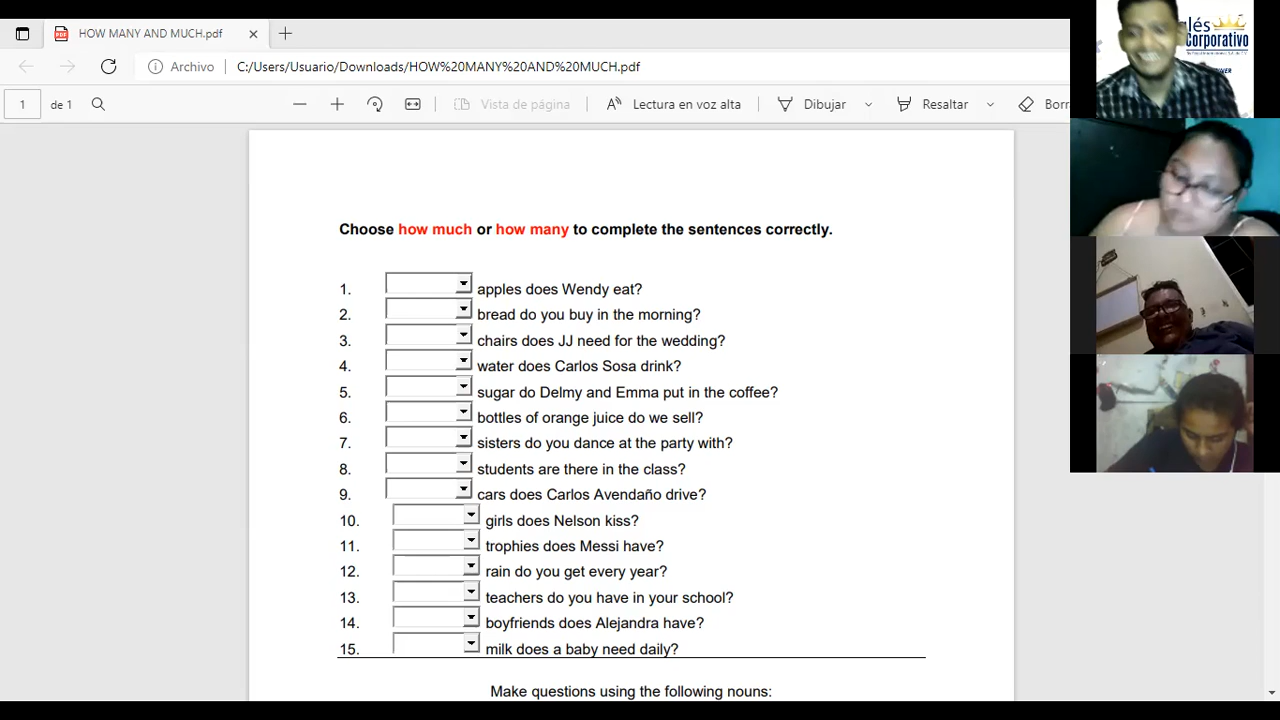 HOW MANY AND MUCH.pdf
Archivo
C:/Users/Usuario/Downloads/HOW%20MANY%20AND%20MUCH.pdf
1 de 1
Vista de página
Lectura en voz alta
Dibujar
Resaltar
Choose how much or how many to complete the sentences correctly.
1. apples does Wendy eat?
2. bread do you buy in the morning?
3. chairs does JJ need for the wedding?
4. water does Carlos Sosa drink?
5. sugar do Delmy and Emma put in the coffee?
6. bottles of orange juice do we sell?
7. sisters do you dance at the party with?
8. students are there in the class?
9. cars does Carlos Avendaño drive?
10. girls does Nelson kiss?
11. trophies does Messi have?
12. rain do you get every year?
13. teachers do you have in your school?
14. boyfriends does Alejandra have?
15. milk does a baby need daily?
Make questions using the following nouns:
Corporativo